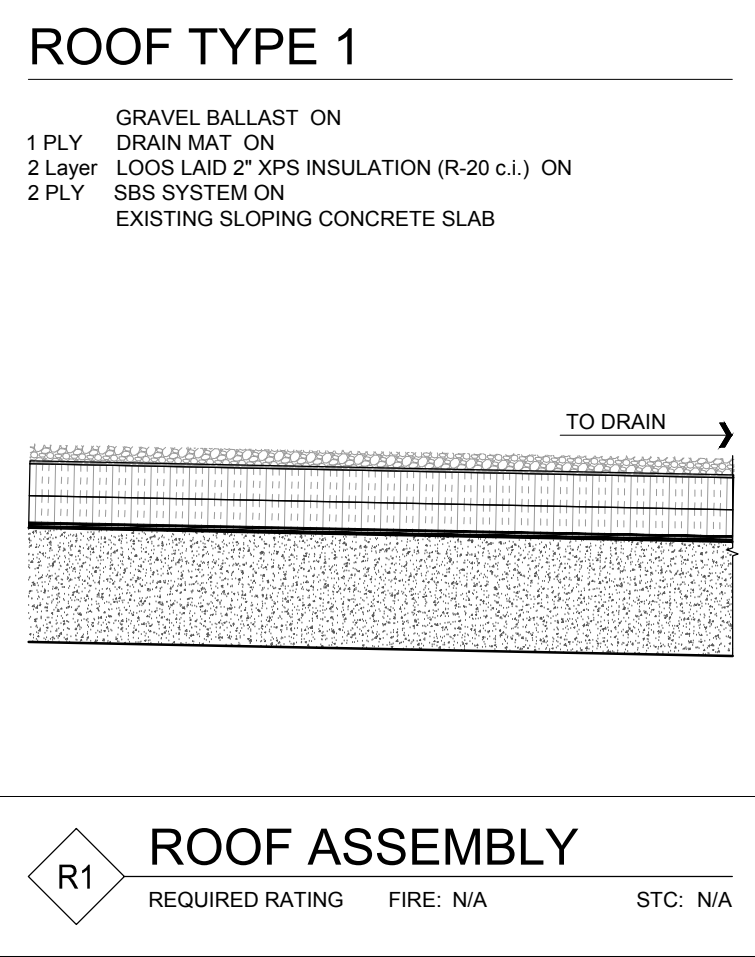 ROOF TYPE 1
GRAVEL BALLAST ON
1 PLY DRAIN MAT ON
2 Layer LOOS LAID 2" XPS INSULATION (R-20 c.i.) ON
2 PLY SBS SYSTEM ON
EXISTING SLOPING CONCRETE SLAB
TO DRAIN
R1
ROOF ASSEMBLY
REQUIRED RATING FIRE: N/A STC: N/A